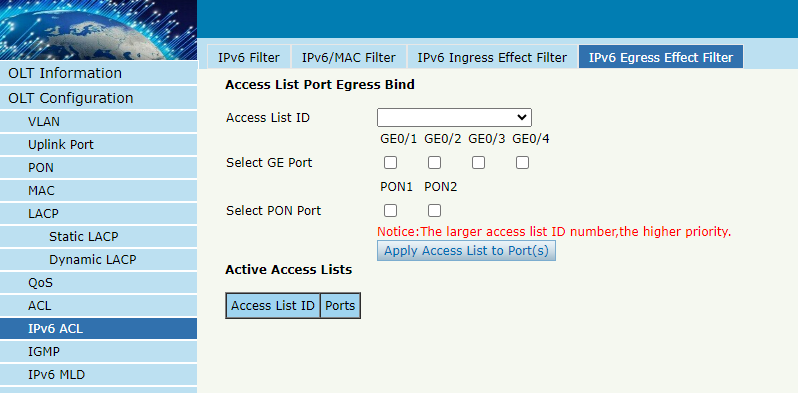 IPv6 Filter
IPv6/MAC Filter
IPv6 Ingress Effect Filter
IPv6 Egress Effect Filter
OLT Information
OLT Configuration
VLAN
Uplink Port
PON
MAC
LACP
Static LACP
Dynamic LACP
QoS
ACL
IPv6 ACL
IGMP
IPv6 MLD
Access List Port Egress Bind
Access List ID
GE0/1 GE0/2 GE0/3 GE0/4
Select GE Port
PON1 PON2
Select PON Port
Notice:The larger access list ID number,the higher priority.
Apply Access List to Port(s)
Active Access Lists
Access List ID Ports